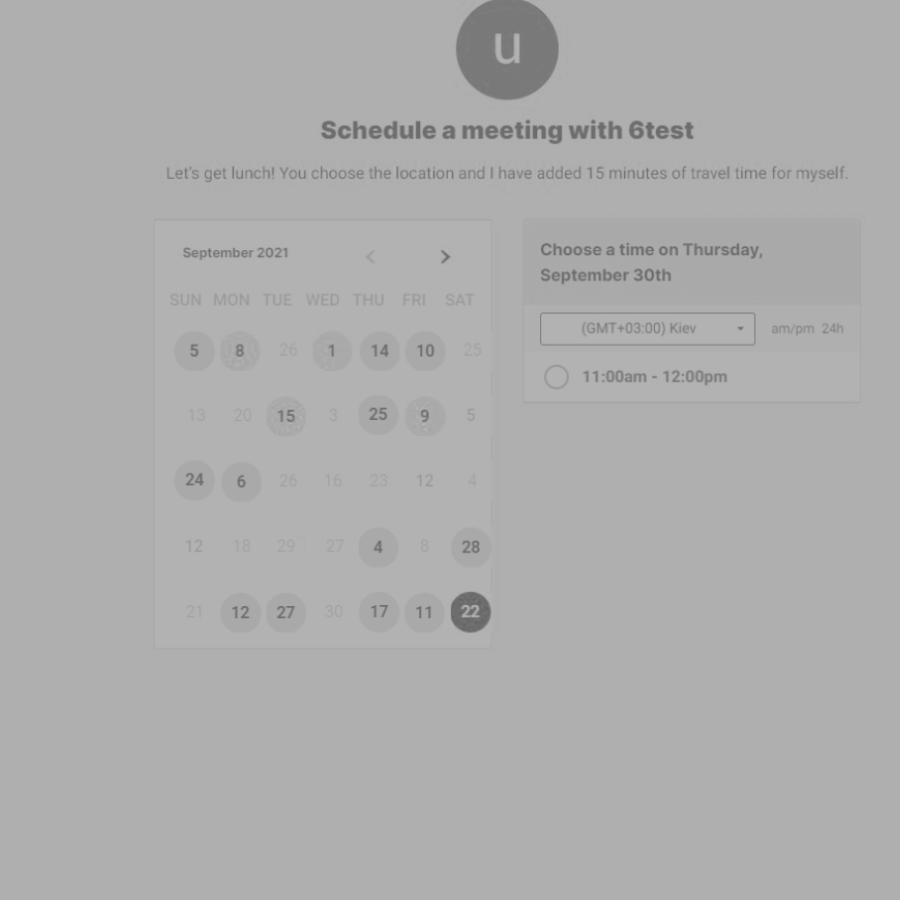 u
Schedule a meeting with 6test
Let's get lunch! You choose the location and I have added 15 minutes of travel time for myself.
September 2021
SUN MON TUE WED THU FRI SAT
5 8 26 1 14 10 25
13 20 15 3 25 9 5
24 6 26 16 23 12 4
12 18 29 27 4 8 28
21 12 27 30 17 11 22
Choose a time on Thursday,
September 30th
(GMT+03:00) Kiev am/pm 24h
11:00am - 12:00pm